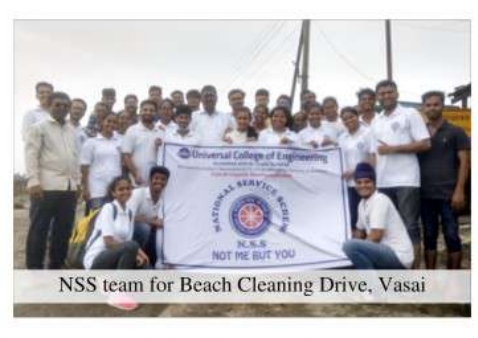 Universal College of Engineering
NATIONAL SERVICE SCHEME
N.S.S
NOT ME BUT YOU
NSS team for Beach Cleaning Drive, Vasai